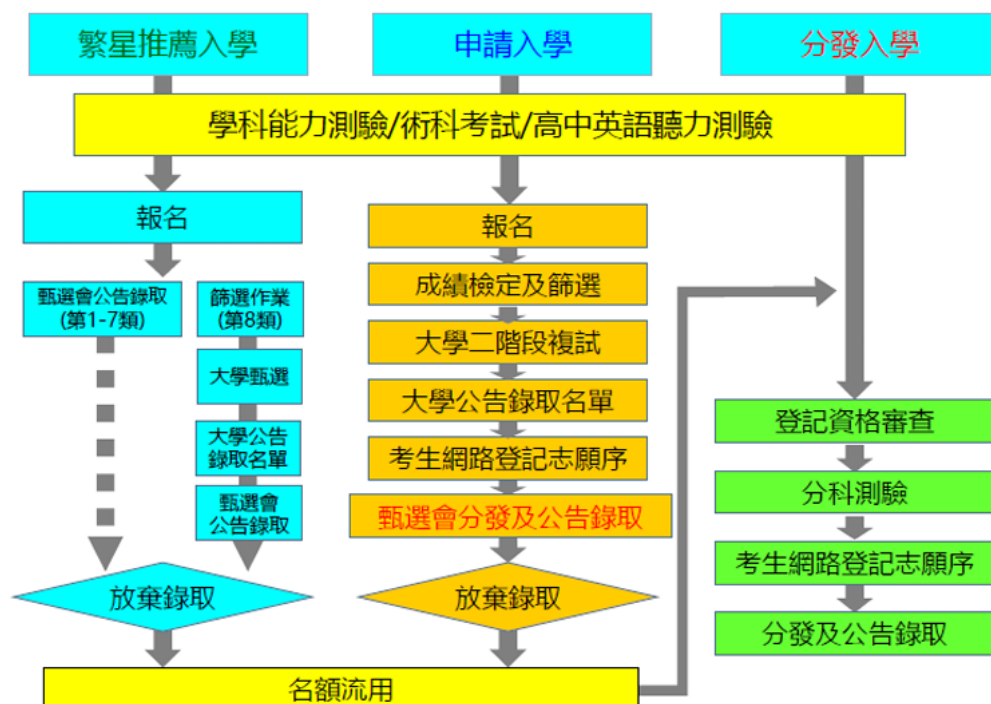 繁星推薦入學
申請入學
分發入學
學科能力測驗/術科考試/高中英語聽力測驗
報名
甄選會公告錄取
(第1-7類)
篩選作業
(第8類)
大學甄選
大學公告
錄取名單
甄選會
公告錄取
放棄錄取
報名
成績檢定及篩選
大學二階段複試
大學公告錄取名單
考生網路登記志願序
甄選會分發及公告錄取
放棄錄取
名額流用
登記資格審查
分科測驗
考生網路登記志願序
分發及公告錄取